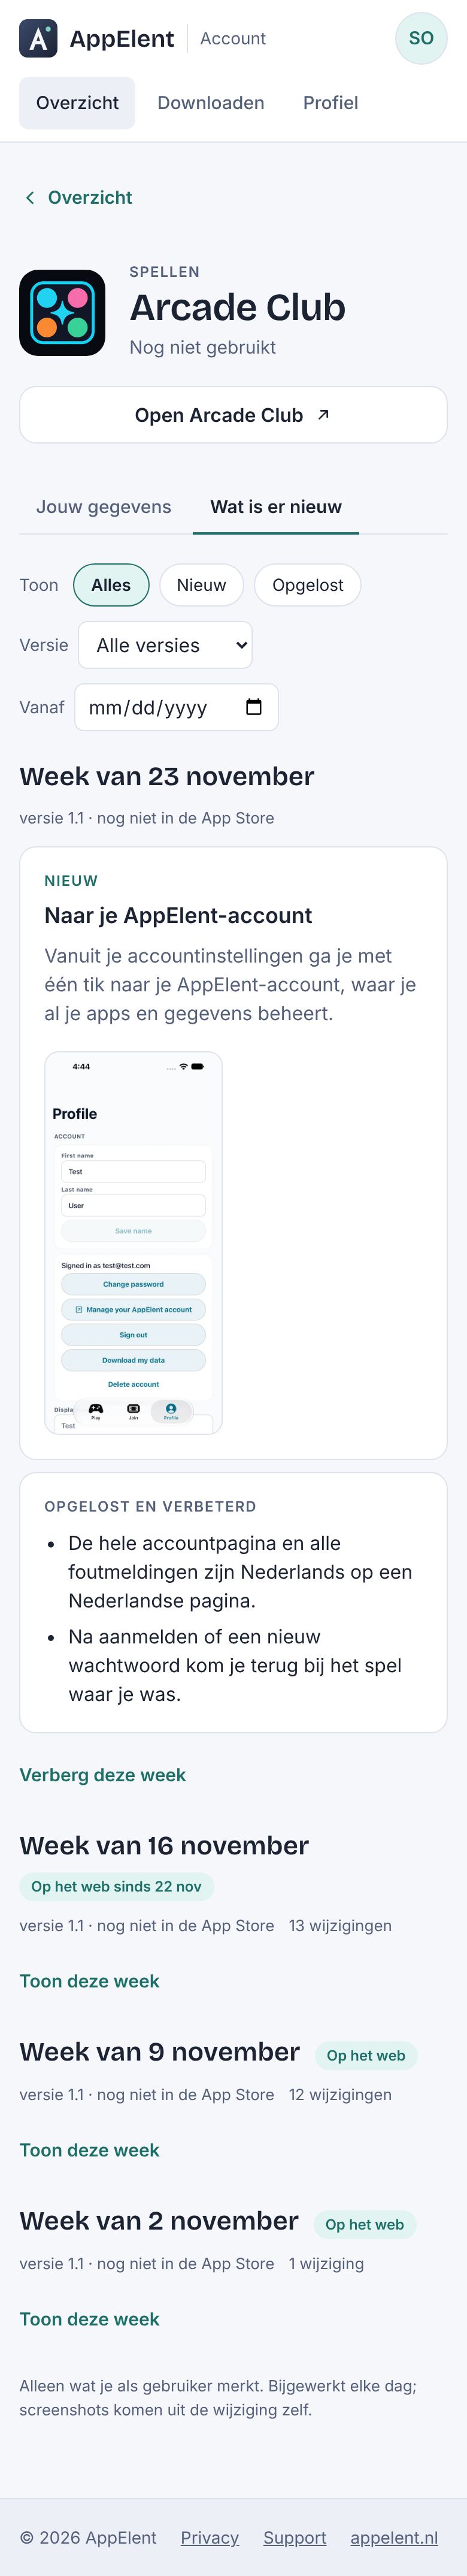 AppElent
Account
SO
Overzicht
Downloaden
Profiel
Overzicht
SPELLEN
Arcade Club
Nog niet gebruikt
Open Arcade Club
Jouw gegevens
Wat is er nieuw
Toon
Alles
Nieuw
Opgelost
Versie
Alle versies
Vanaf
mm/dd/yyyy
Week van 23 november
versie 1.1 · nog niet in de App Store
NIEUW
Naar je AppElent-account
Vanuit je accountinstellingen ga je met
één tik naar je AppElent-account, waar je
al je apps en gegevens beheert.
4:44
Profile
ACCOUNT
First name
Test
Last name
User
Save name
Signed in as test@test.com
Change password
Manage your AppElent account
Sign out
Download my data
Delete account
Displa
Play
Join
Profile
Test
OPGELOST EN VERBETERD
• De hele accountpagina en alle
foutmeldingen zijn Nederlands op een
Nederlandse pagina.
• Na aanmelden of een nieuw
wachtwoord kom je terug bij het spel
waar je was.
Verberg deze week
Week van 16 november
Op het web sinds 22 nov
versie 1.1 · nog niet in de App Store 13 wijzigingen
Toon deze week
Week van 9 november
Op het web
versie 1.1 · nog niet in de App Store 12 wijzigingen
Toon deze week
Week van 2 november
Op het web
versie 1.1 · nog niet in de App Store 1 wijziging
Toon deze week
Alleen wat je als gebruiker merkt. Bijgewerkt elke dag;
screenshots komen uit de wijziging zelf.
© 2026 AppElent
Privacy
Support
appelent.nl